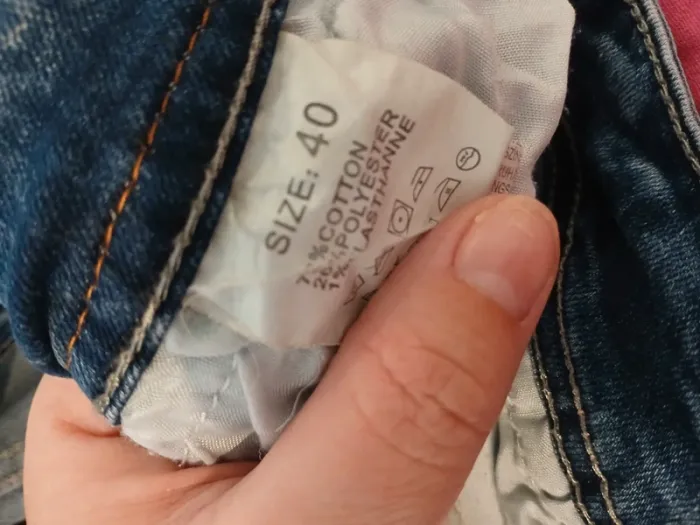 SIZE: 40
%COTTON
26%POLYESTER
1% LASTHANNE